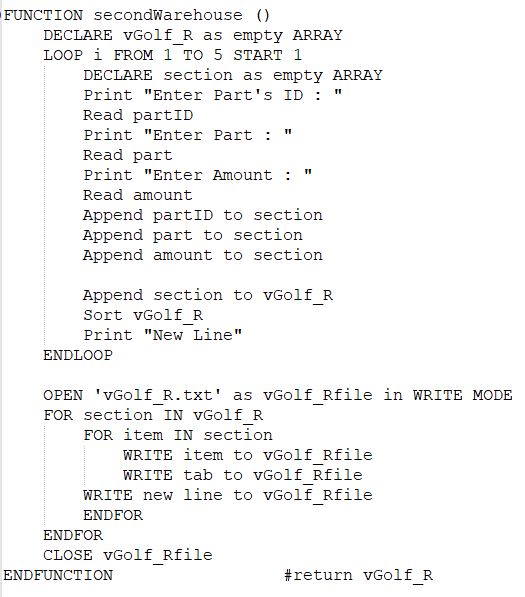 FUNCTION secondWarehouse ()
DECLARE vGolf_R as empty ARRAY
LOOP i FROM 1 TO 5 START 1
DECLARE section as empty ARRAY
Print "Enter Part's ID : "
Read partID
Print "Enter Part : "
Read part
Print "Enter Amount : "
Read amount
Append partID to section
Append part to section
Append amount to section
Append section to vGolf_R
Sort vGolf_R
Print "New Line"
ENDLOOP
OPEN 'vGolf_R.txt' as vGolf_Rfile in WRITE MODE
FOR section IN vGolf_R
FOR item IN section
WRITE item to vGolf_Rfile
WRITE tab to vGolf_Rfile
WRITE new line to vGolf_Rfile
ENDFOR
ENDFOR
CLOSE vGolf_Rfile
ENDFUNCTION #return vGolf_R